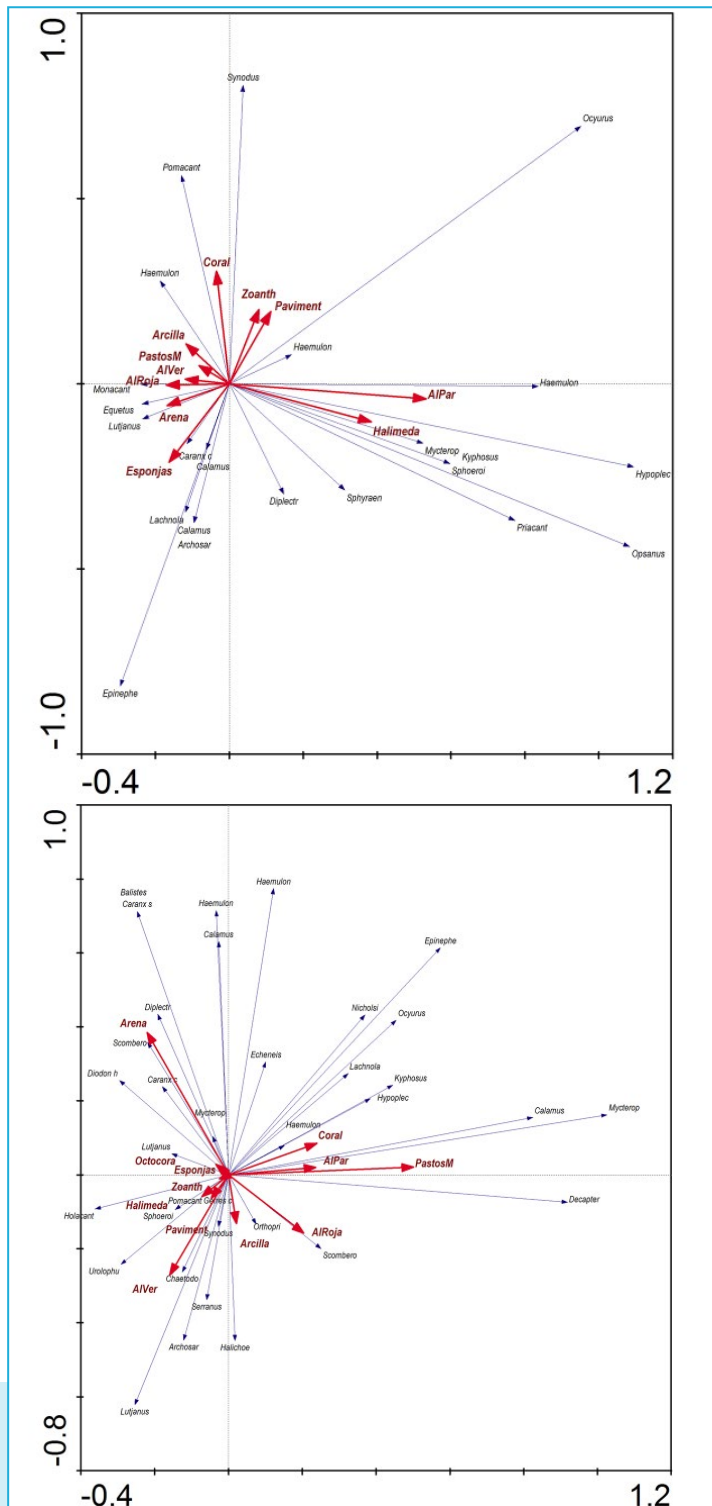 1.0
Synodus
Ocyurus
Pomacant
Coral
Haemulon
Zoanth
Paviment
Arcilla
Haemulon
PastosM
AlVer
AlRoja
Monacant
Haemulon
AlPar
Equetus
Arena
Lutjanus
Halimeda
Mycterop
Caranx c
Kyphosus
Esponjas
Calamus
Sphoeroi
Hypoplec
Diplectr
Sphyraen
Lachnola
Calamus
Priacant
Archosar
Opsanus
Epinephe
-1.0
-0.4
1.2
1.0
Haemulon
Balistes
Caranx s
Haemulon
Calamus
Epinephe
Diplectr
Nicholsi
Ocyurus
Arena
Scombero
Echeneis
Lachnola
Diodon h
Caranx c
Kyphosus
Hypoplec
Mycterop
Calamus
Mycterop
Haemulon
Coral
Lutjanus
Octocora
Esponjas
AlPar
PastosM
Zoanth
Halimeda
Pomacant
Decapter
Holacant
Sphoeroi
Paviment
Synodus
Orthopri
AlRoja
Arcilla
Scombero
Urolophu
Chaetodo
AlVer
Serranus
Archosar
Halichoe
Lutjanus
-0.8
-0.4
1.2